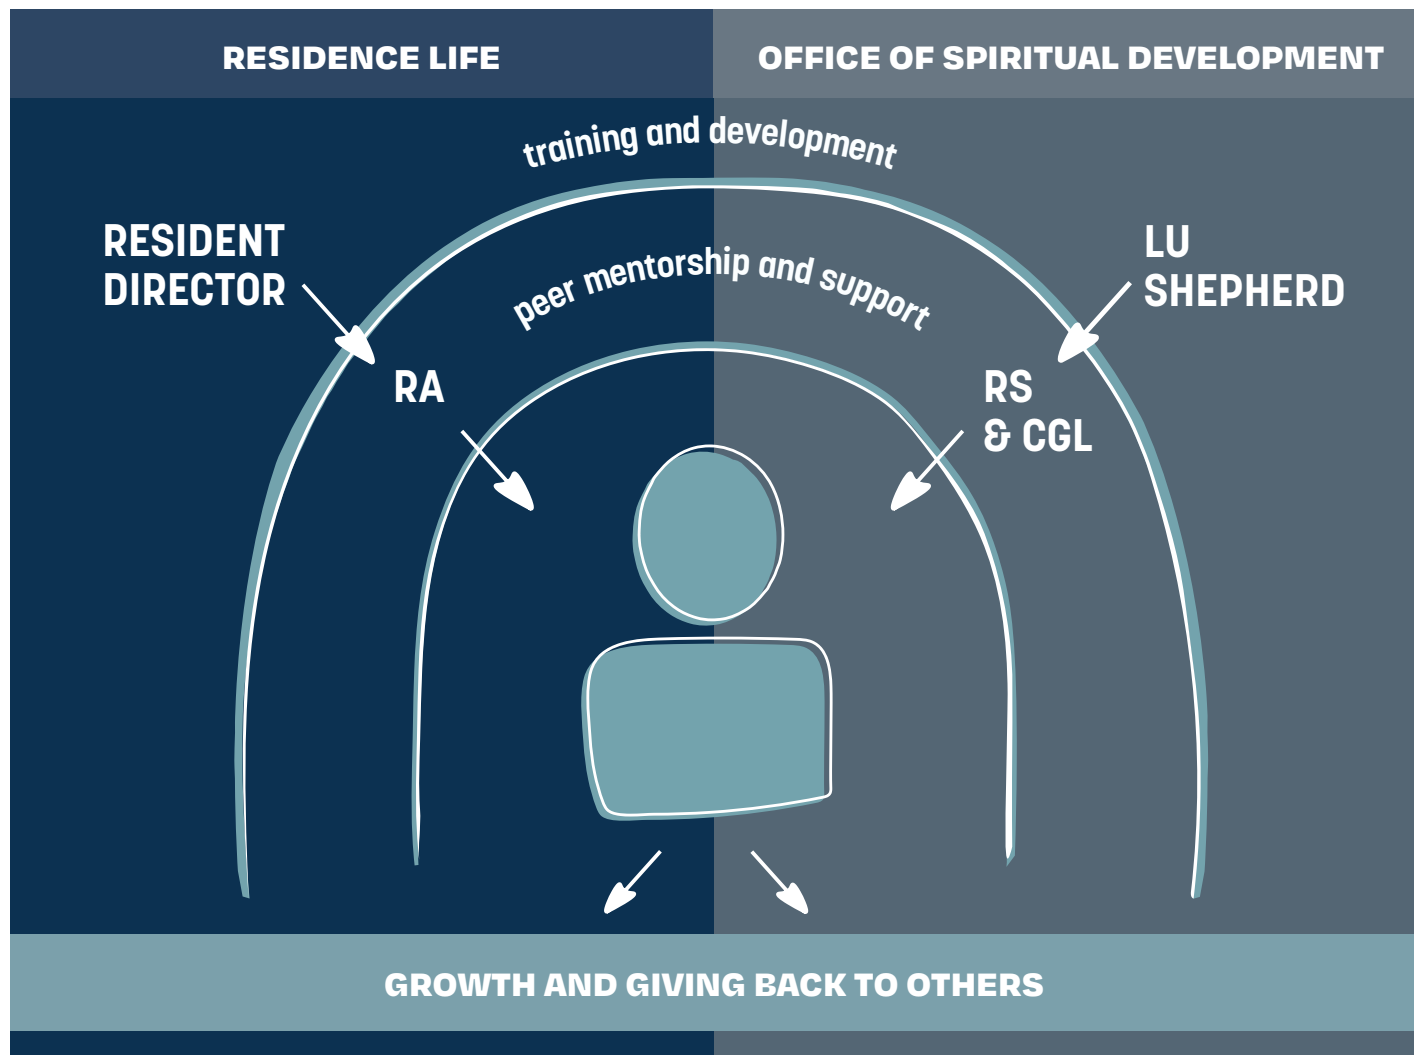 RESIDENCE LIFE
OFFICE OF SPIRITUAL DEVELOPMENT
training and development
RESIDENT
DIRECTOR
LU
SHEPHERD
peer mentorship and support
RA
RS
& CGL
GROWTH AND GIVING BACK TO OTHERS